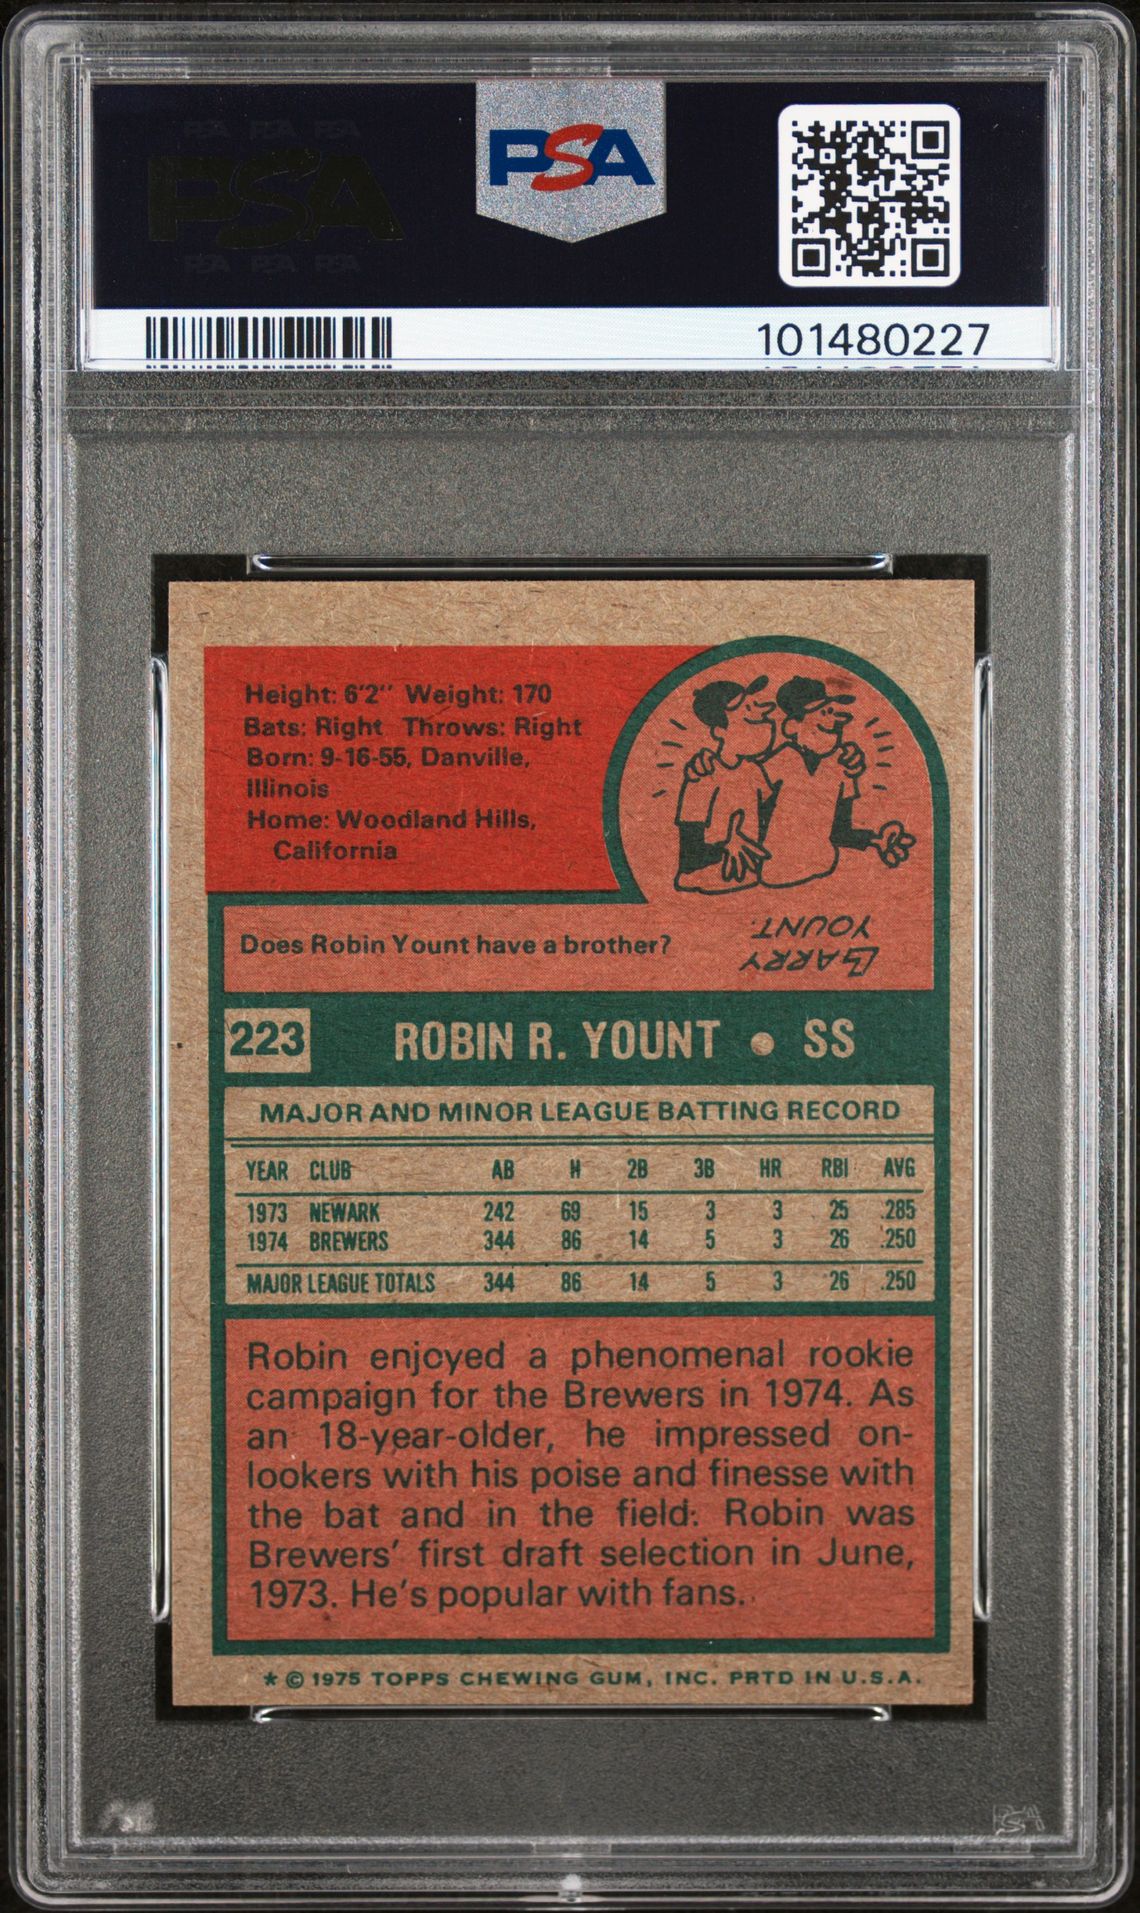 PSA PSA PSA
PSA
PSA PSA PSA
PSA
101480227
Height: 6'2" Weight: 170
Bats: Right Throws: Right
Born: 9-16-55, Danville,
Illinois
Home: Woodland Hills,
California
Does Robin Yount have a brother?
LARRY
YOUNT.
223 ROBIN R. YOUNT • SS
MAJOR AND MINOR LEAGUE BATTING RECORD
YEAR CLUB AB H 2B 3B HR RBI AVG
1973 NEWARK 242 69 15 3 3 25 .285
1974 BREWERS 344 86 14 5 3 26 .250
MAJOR LEAGUE TOTALS 344 86 14 5 3 26 .250
Robin enjoyed a phenomenal rookie
campaign for the Brewers in 1974. As
an 18-year-older, he impressed on-
lookers with his poise and finesse with
the bat and in the field. Robin was
Brewers' first draft selection in June,
1973. He's popular with fans.
* © 1975 TOPPS CHEWING GUM, INC. PRTD IN U.S.A.
PSA